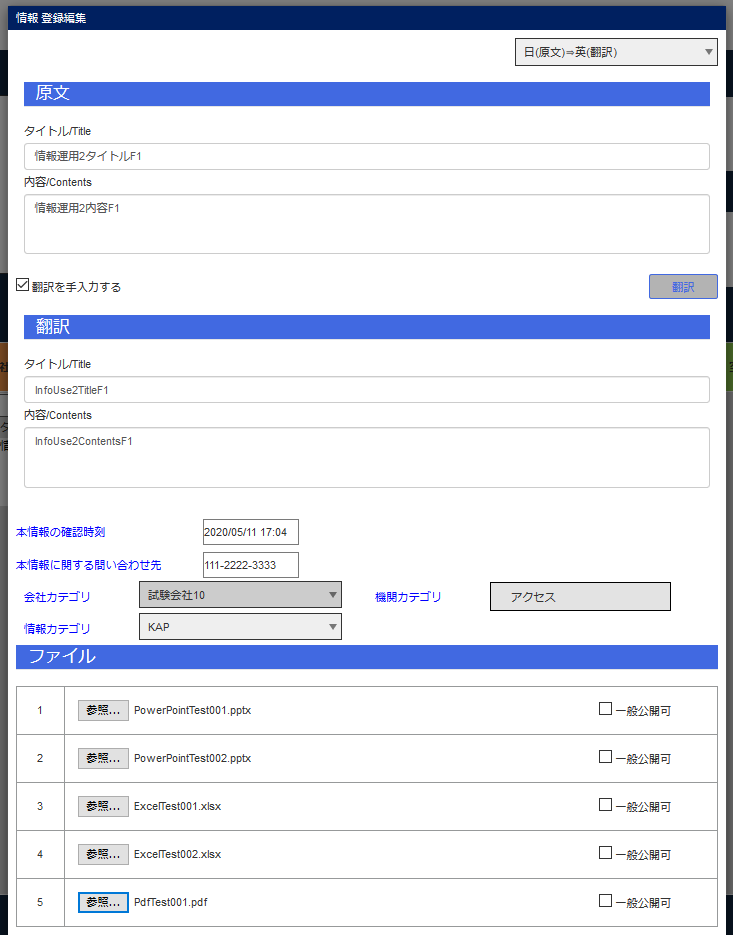 情報 登録編集
日(原文)⇒英(翻訳)
原文
タイトル/Title
情報運用2タイトルF1
内容/Contents
情報運用2内容F1
翻訳を手入力する
翻訳
翻訳
タイトル/Title
InfoUse2TitleF1
内容/Contents
InfoUse2ContentsF1
本情報の確認時刻
2020/05/11 17:04
本情報に関する問い合わせ先
111-2222-3333
会社カテゴリ
試験会社10
機関カテゴリ
アクセス
情報カテゴリ
KAP
ファイル
1 参照... PowerPointTest001.pptx 一般公開可
2 参照... PowerPointTest002.pptx 一般公開可
3 参照... ExcelTest001.xlsx 一般公開可
4 参照... ExcelTest002.xlsx 一般公開可
5 参照... PdfTest001.pdf 一般公開可